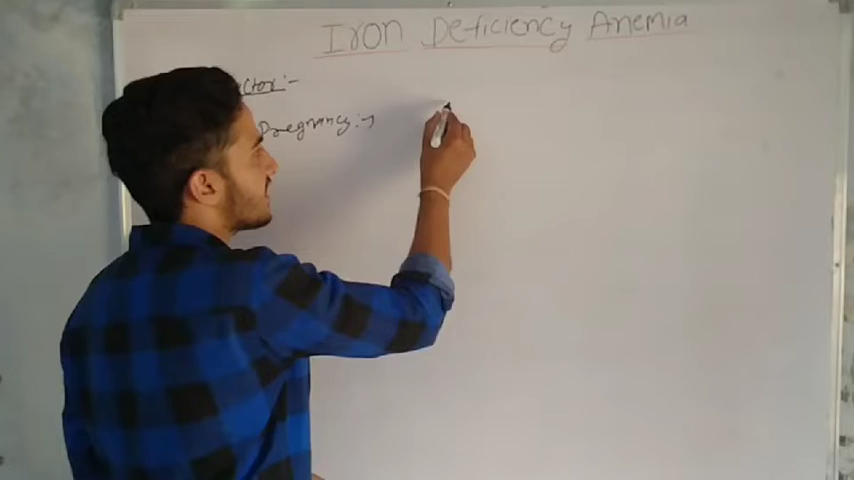 Iron Deficiency Anemia
ctor :-
Pregnancy :-